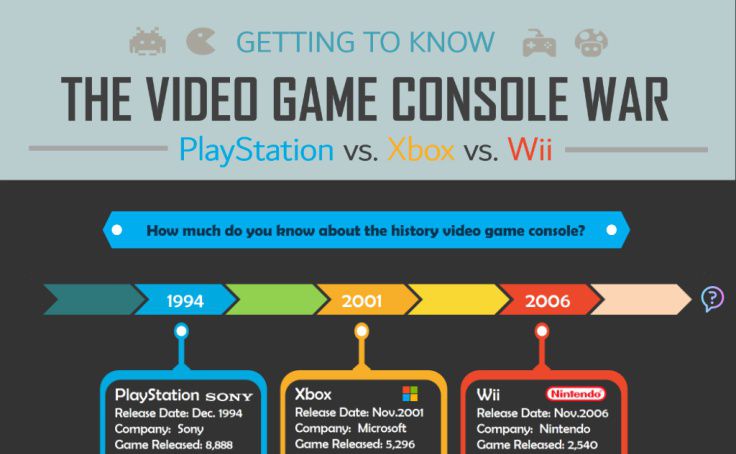 GETTING TO KNOW
THE VIDEO GAME CONSOLE WAR
PlayStation vs. Xbox vs. Wii
How much do you know about the history video game console?
1994
2001
2006
?
PlayStation SONY
Release Date: Dec. 1994
Company: Sony
Game Released: 8,888
Xbox
Release Date: Nov.2001
Company: Microsoft
Game Released: 5,296
Wii Nintendo
Release Date: Nov.2006
Company: Nintendo
Game Released: 2,540